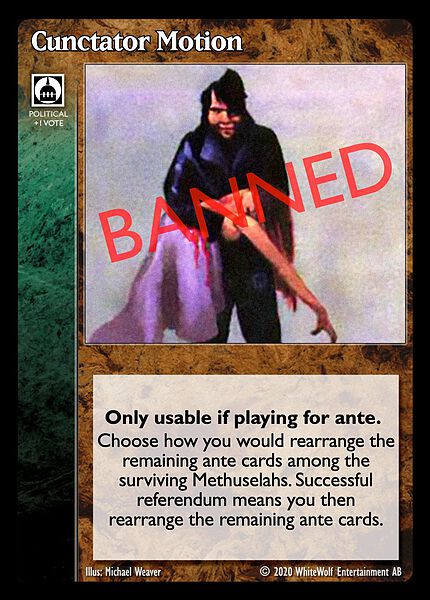 Cunctator Motion
POLITICAL
+1 VOTE
BANNED
Only usable if playing for ante.
Choose how you would rearrange the
remaining ante cards among the
surviving Methuselahs. Successful
referendum means you then
rearrange the remaining ante cards.
Illus: Michael Weaver
© 2020 WhiteWolf Entertainment AB